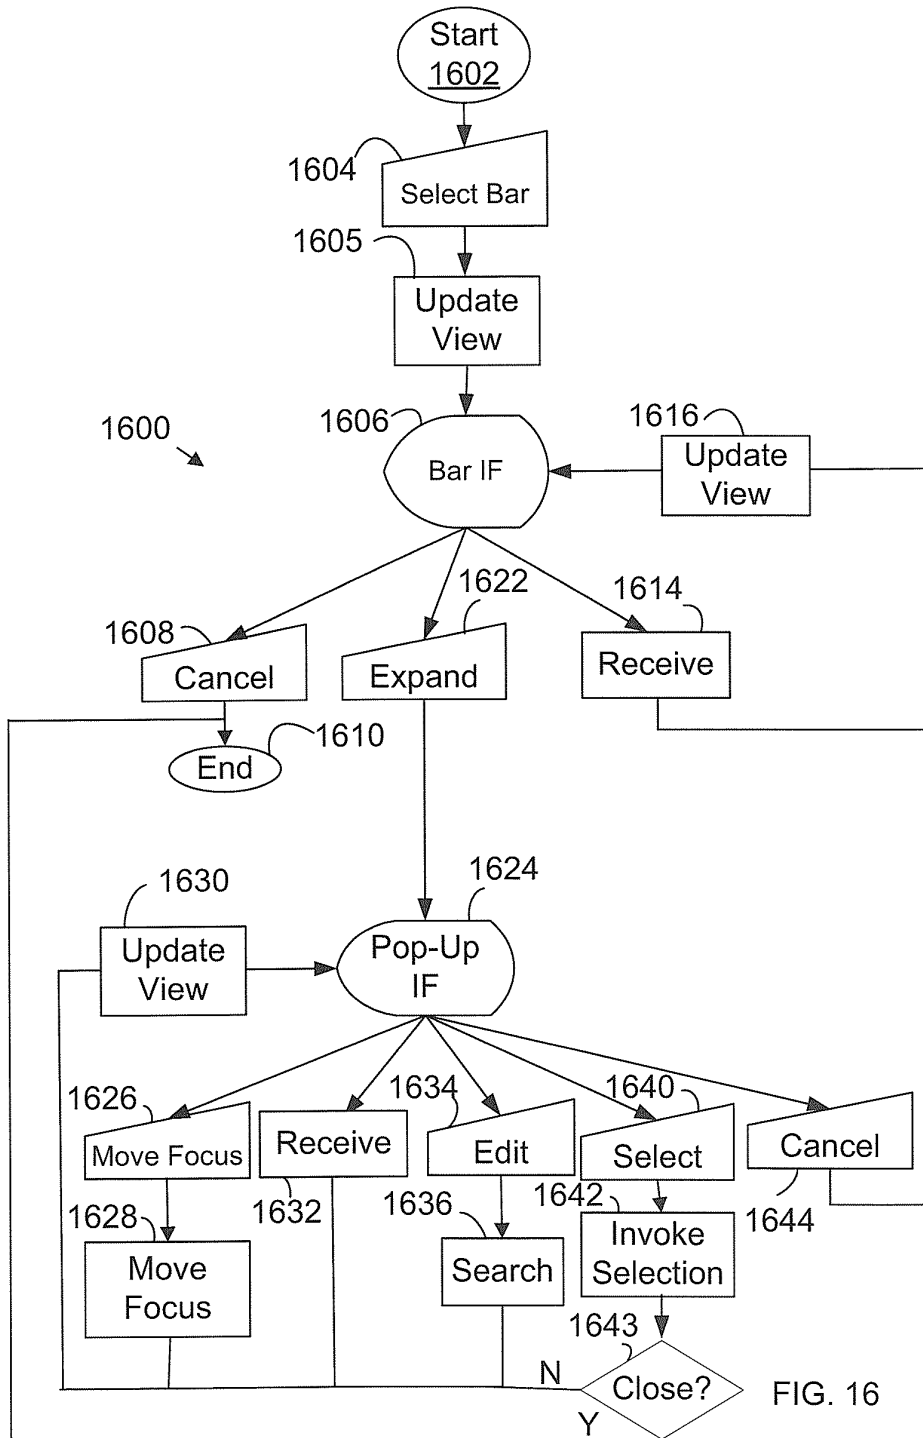 Start
1602
1604
Select Bar
1605
Update
View
1606
1616
1600
Bar IF
Update
View
1622
1614
1608
Cancel
Expand
Receive
1610
End
1630
1624
Update
View
Pop-Up
IF
1626
1634
1640
Move Focus
Receive
Edit
Select
Cancel
1632
1636
1642
1644
1628
Move
Focus
Search
Invoke
Selection
1643
N
Close?
FIG. 16
Y